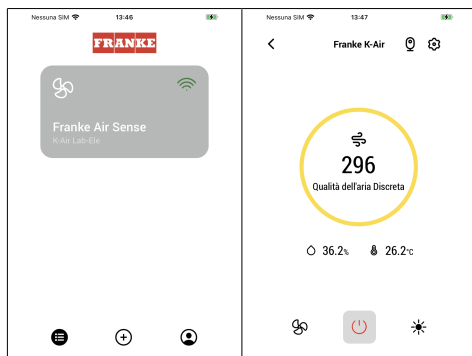 Nessuna SIM 13:46
FRANKE
Franke Air Sense
K-Air Lab-Ele
Nessuna SIM 13:47
Franke K-Air
296
Qualità dell'aria Discreta
36.2% 26.2°C